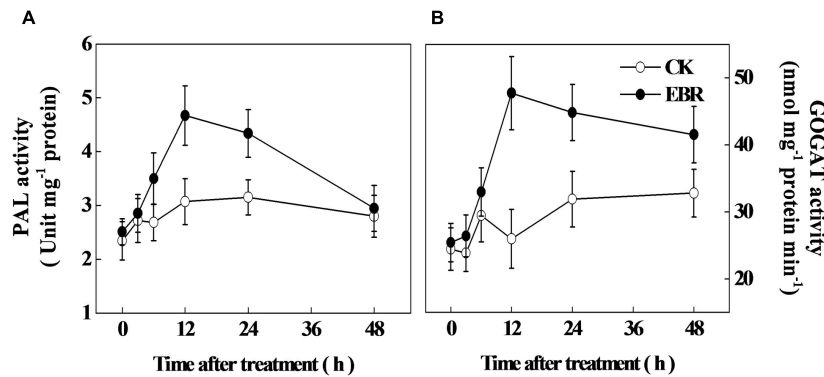 A
B
PAL activity
( Unit mg⁻¹ protein)
6
5
4
3
2
1
0
12
24
36
48
Time after treatment ( h )
CK
EBR
0
12
24
36
48
Time after treatment ( h )
50
40
30
20
GOGAT activity
(nmol mg⁻¹ protein min⁻¹)